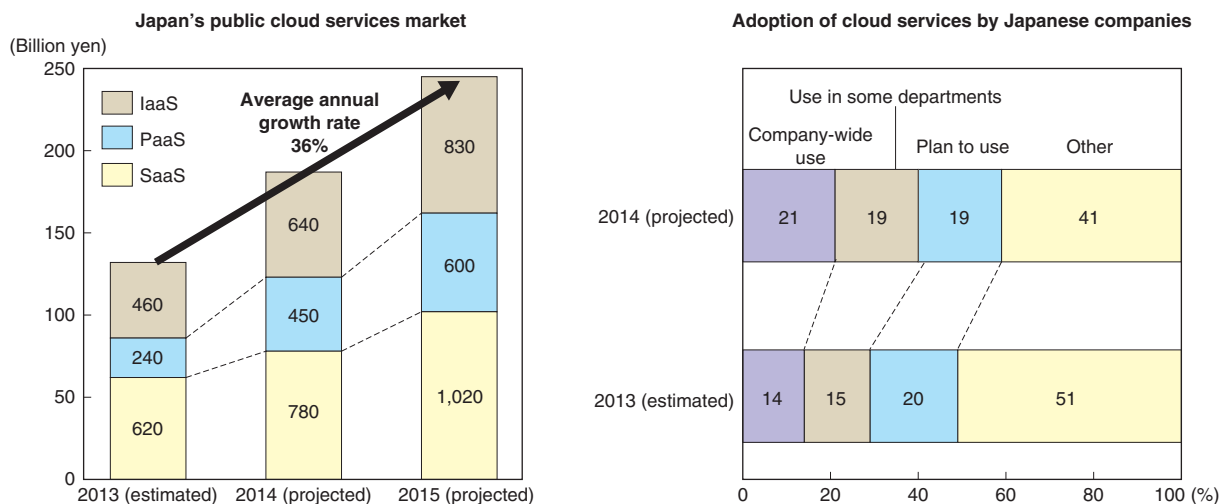 Japan's public cloud services market
(Billion yen)
250
200
150
100
50
0
IaaS
PaaS
SaaS
Average annual
growth rate
36%
460
240
620
640
450
780
830
600
1,020
2013 (estimated)
2014 (projected)
2015 (projected)
Adoption of cloud services by Japanese companies
Use in some departments
Company-wide
use
Plan to use
Other
2014 (projected)
21
19
19
41
2013 (estimated)
14
15
20
51
0
20
40
60
80
100 (%)